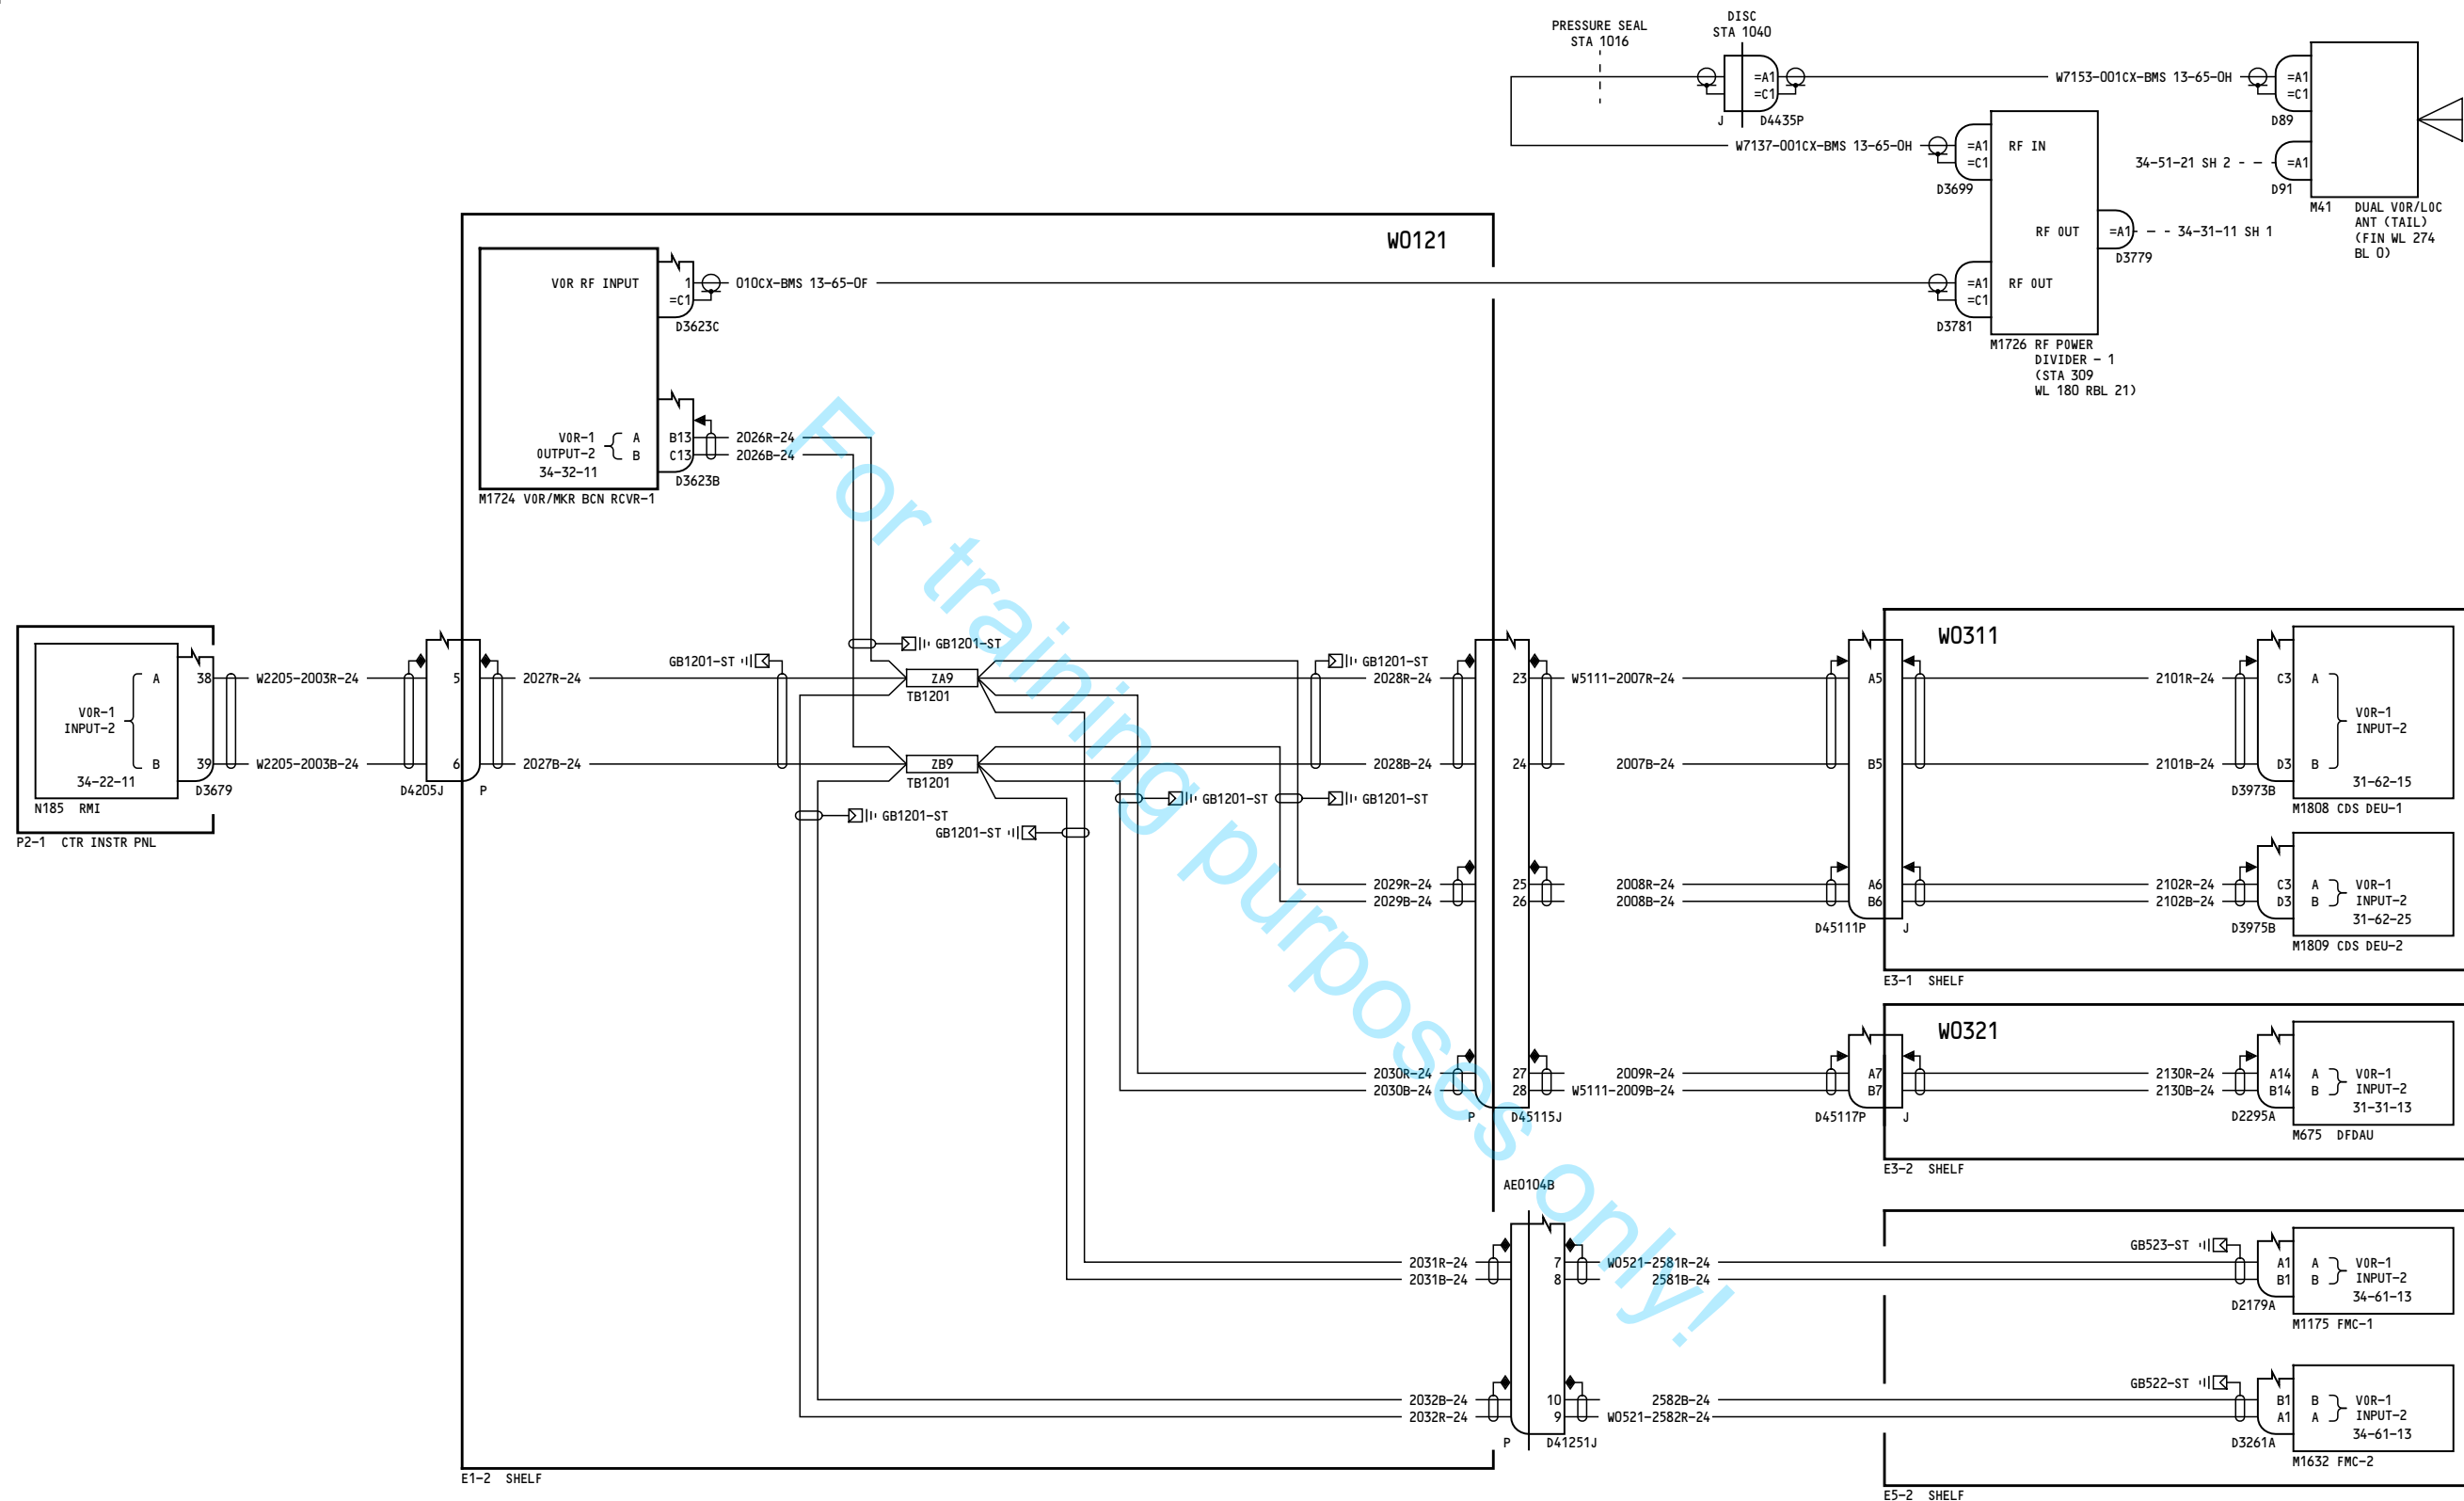 PRESSURE SEAL
STA 1016
DISC
STA 1040
=A1
=C1
J
D4435P
W7153-001CX-BMS 13-65-0H
=A1
=C1
D89
W7137-001CX-BMS 13-65-0H
=A1
=C1
D3699
RF IN
34-51-21 SH 2
=A1
D91
M41
DUAL VOR/LOC
ANT (TAIL)
(FIN WL 274
BL 0)
RF OUT
=A1
34-31-11 SH 1
D3779
=A1
=C1
D3781
RF OUT
M1726 RF POWER
DIVIDER - 1
(STA 309
WL 180 RBL 21)
W0121
VOR RF INPUT
1
=C1
D3623C
010CX-BMS 13-65-0F
VOR-1
OUTPUT-2
34-32-11
A
B
B13
C13
D3623B
2026R-24
2026B-24
M1724 VOR/MKR BCN RCVR-1
A
VOR-1
INPUT-2
B
34-22-11
N185 RMI
P2-1 CTR INSTR PNL
38
39
D3679
W2205-2003R-24
W2205-2003B-24
5
6
D4205J
P
2027R-24
2027B-24
GB1201-ST
GB1201-ST
ZA9
TB1201
ZB9
TB1201
GB1201-ST
GB1201-ST
GB1201-ST
GB1201-ST
GB1201-ST
2028R-24
2028B-24
2029R-24
2029B-24
2030R-24
2030B-24
23
24
25
26
27
28
P
D45115J
W5111-2007R-24
2007B-24
2008R-24
2008B-24
2009R-24
W5111-2009B-24
A5
B5
A6
B6
D45111P
J
W0311
2101R-24
2101B-24
C3
D3
D3973B
A
VOR-1
INPUT-2
B
31-62-15
M1808 CDS DEU-1
2102R-24
2102B-24
C3
D3
D3975B
A
B
VOR-1
INPUT-2
31-62-25
M1809 CDS DEU-2
E3-1 SHELF
A7
B7
D45117P
J
W0321
2130R-24
2130B-24
A14
B14
D2295A
A
B
VOR-1
INPUT-2
31-31-13
M675 DFDAU
E3-2 SHELF
AE0104B
2031R-24
2031B-24
2032B-24
2032R-24
7
8
10
9
P
D41251J
W0521-2581R-24
2581B-24
2582B-24
W0521-2582R-24
GB523-ST
A1
B1
D2179A
A
B
VOR-1
INPUT-2
34-61-13
M1175 FMC-1
GB522-ST
B1
A1
D3261A
B
A
VOR-1
INPUT-2
34-61-13
M1632 FMC-2
E1-2 SHELF
E5-2 SHELF
For training purposes only!